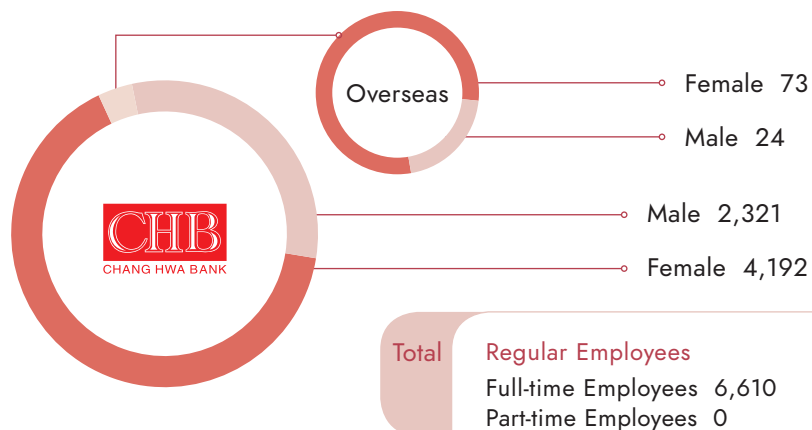 Overseas
Female 73
Male 24
CHB
CHANG HWA BANK
Male 2,321
Female 4,192
Total
Regular Employees
Full-time Employees 6,610
Part-time Employees 0